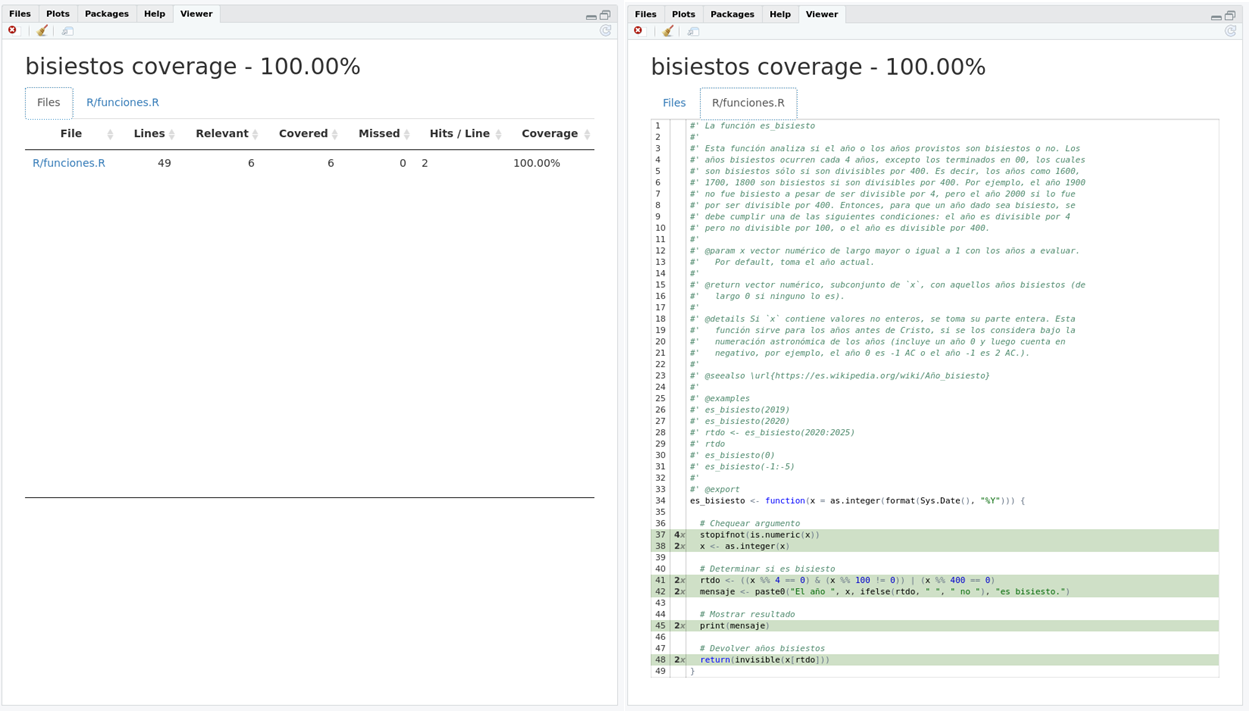 Files Plots Packages Help Viewer
bisiestos coverage - 100.00%
Files R/funciones.R
File Lines Relevant Covered Missed Hits / Line Coverage
R/funciones.R 49 6 6 0 2 100.00%
Files Plots Packages Help Viewer
bisiestos coverage - 100.00%
Files R/funciones.R
1 #' La función es_bisiesto
2 #'
3 #' Esta función analiza si el año o los años provistos son bisiestos o no. Los
4 #' años bisiestos ocurren cada 4 años, excepto los terminados en 00, los cuales
5 #' son bisiestos sólo si son divisibles por 400. Es decir, los años como 1600,
6 #' 1700, 1800 son bisiestos si son divisibles por 400. Por ejemplo, el año 1900
7 #' no fue bisiesto a pesar de ser divisible por 4, pero el año 2000 si lo fue
8 #' por ser divisible por 400. Entonces, para que un año dado sea bisiesto, se
9 #' debe cumplir una de las siguientes condiciones: el año es divisible por 4
10 #' pero no divisible por 100, o el año es divisible por 400.
11 #'
12 #' @param x vector numérico de largo mayor o igual a 1 con los años a evaluar.
13 #'   Por default, toma el año actual.
14 #'
15 #' @return vector numérico, subconjunto de `x`, con aquellos años bisiestos (de
16 #'   largo 0 si ninguno lo es).
17 #'
18 #' @details Si `x` contiene valores no enteros, se toma su parte entera. Esta
19 #'   función sirve para los años antes de Cristo, si se los considera bajo la
20 #'   numeración astronómica de los años (incluye un año 0 y luego cuenta en
21 #'   negativo, por ejemplo, el año 0 es -1 AC o el año -1 es 2 AC.).
22 #'
23 #' @seealso \url{https://es.wikipedia.org/wiki/Año_bisiesto}
24 #'
25 #' @examples
26 #' es_bisiesto(2019)
27 #' es_bisiesto(2020)
28 #' rtdo <- es_bisiesto(2020:2025)
29 #' rtdo
30 #' es_bisiesto(0)
31 #' es_bisiesto(-1:-5)
32 #'
33 #' @export
34 es_bisiesto <- function(x = as.integer(format(Sys.Date(), "%Y"))) {
35
36 # Chequear argumento
37 4x stopifnot(is.numeric(x))
38 2x x <- as.integer(x)
39
40 # Determinar si es bisiesto
41 2x rtdo <- ((x %% 4 == 0) & (x %% 100 != 0)) | (x %% 400 == 0)
42 2x mensaje <- paste0("El año ", x, ifelse(rtdo, " ", " no "), "es bisiesto.")
43
44 # Mostrar resultado
45 2x print(mensaje)
46
47 # Devolver años bisiestos
48 2x return(invisible(x[rtdo]))
49 }